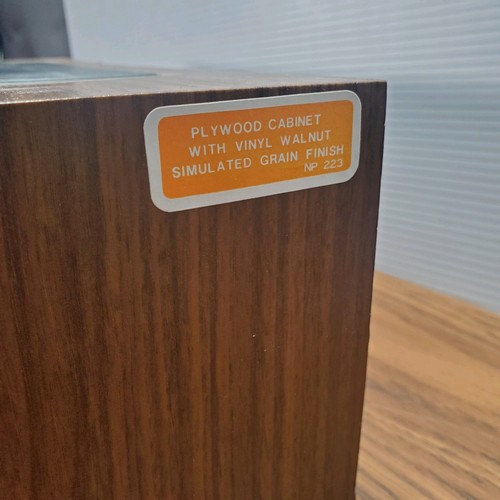 PLYWOOD CABINET
WITH VINYL WALNUT
SIMULATED GRAIN FINISH
NP 223